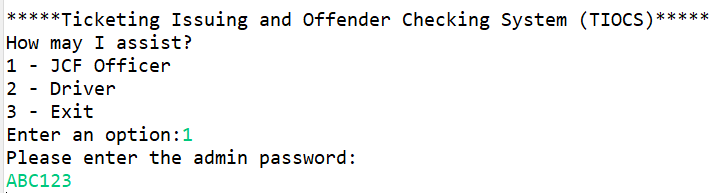 *****Ticketing Issuing and Offender Checking System (TIOCS)*****
How may I assist?
1 - JCF Officer
2 - Driver
3 - Exit
Enter an option:1
Please enter the admin password:
ABC123